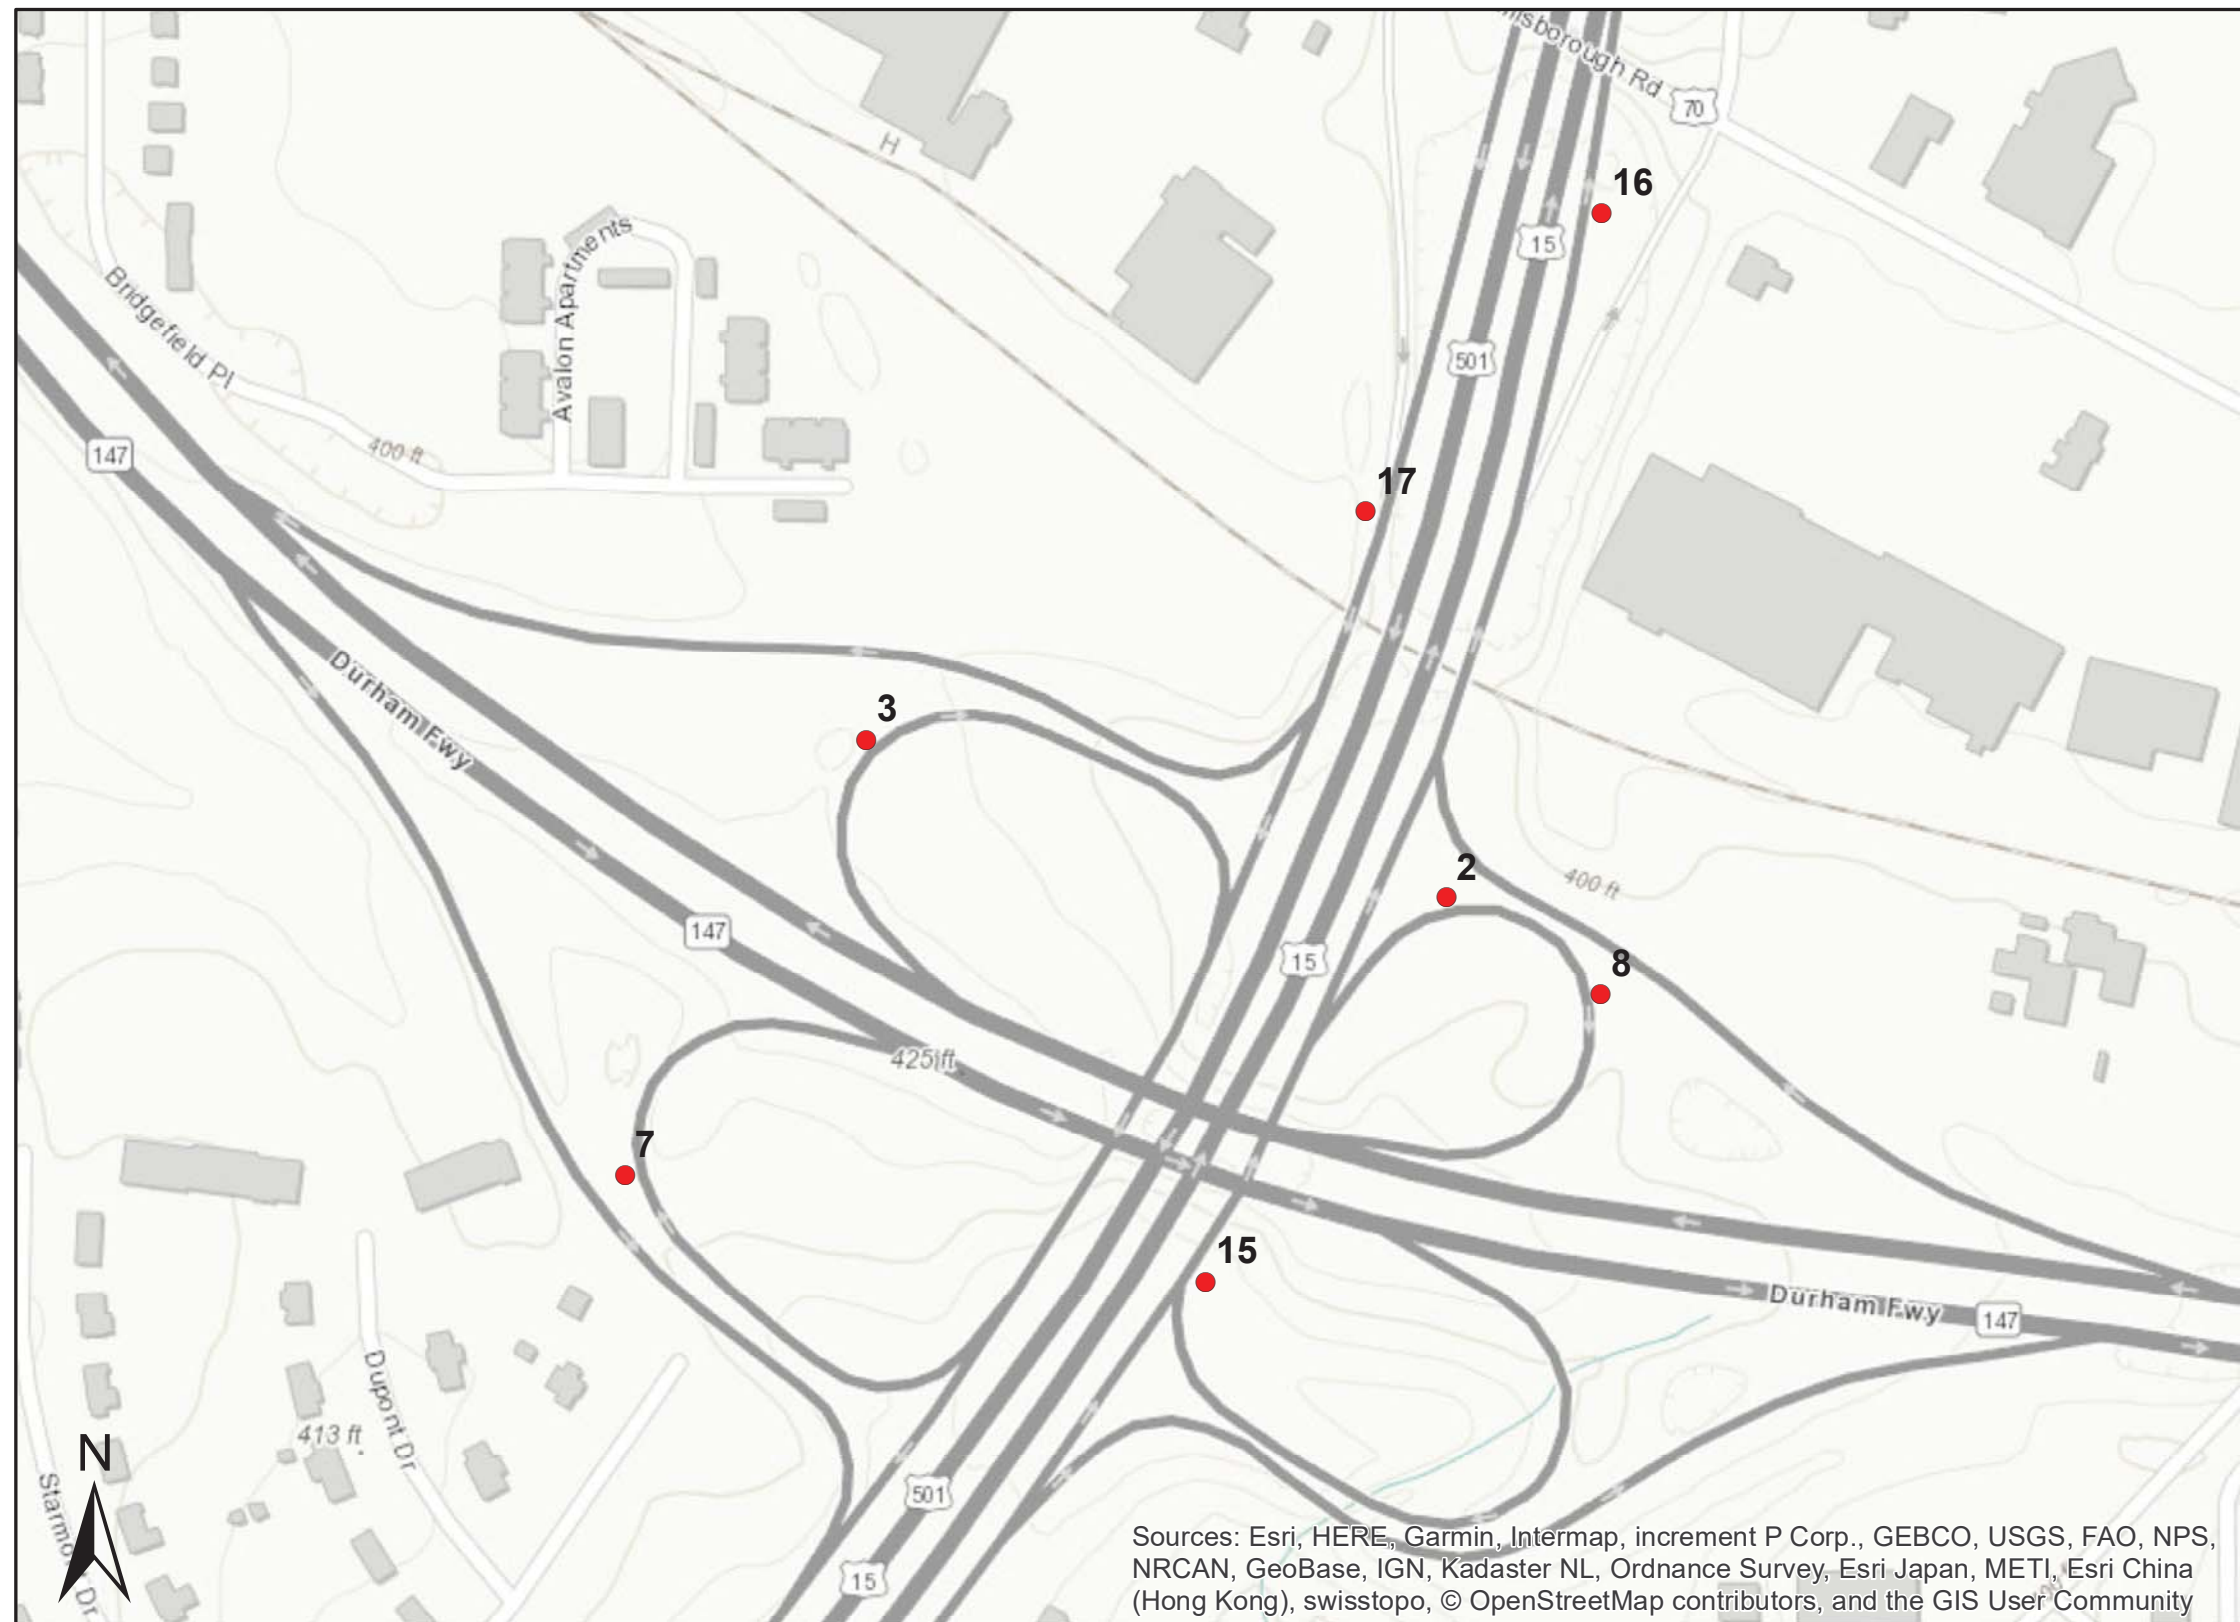 70
H
16
15
Avalon Apartments
Bridgefield Pl
501
400 ft
147
17
Durham Fwy
3
2
400 ft
147
15
8
425 ft
7
15
Durham Fwy
147
Dupont Dr
413 ft
N
501
15
Sources: Esri, HERE, Garmin, Intermap, increment P Corp., GEBCO, USGS, FAO, NPS,
NRCAN, GeoBase, IGN, Kadaster NL, Ordnance Survey, Esri Japan, METI, Esri China
(Hong Kong), swisstopo, © OpenStreetMap contributors, and the GIS User Community